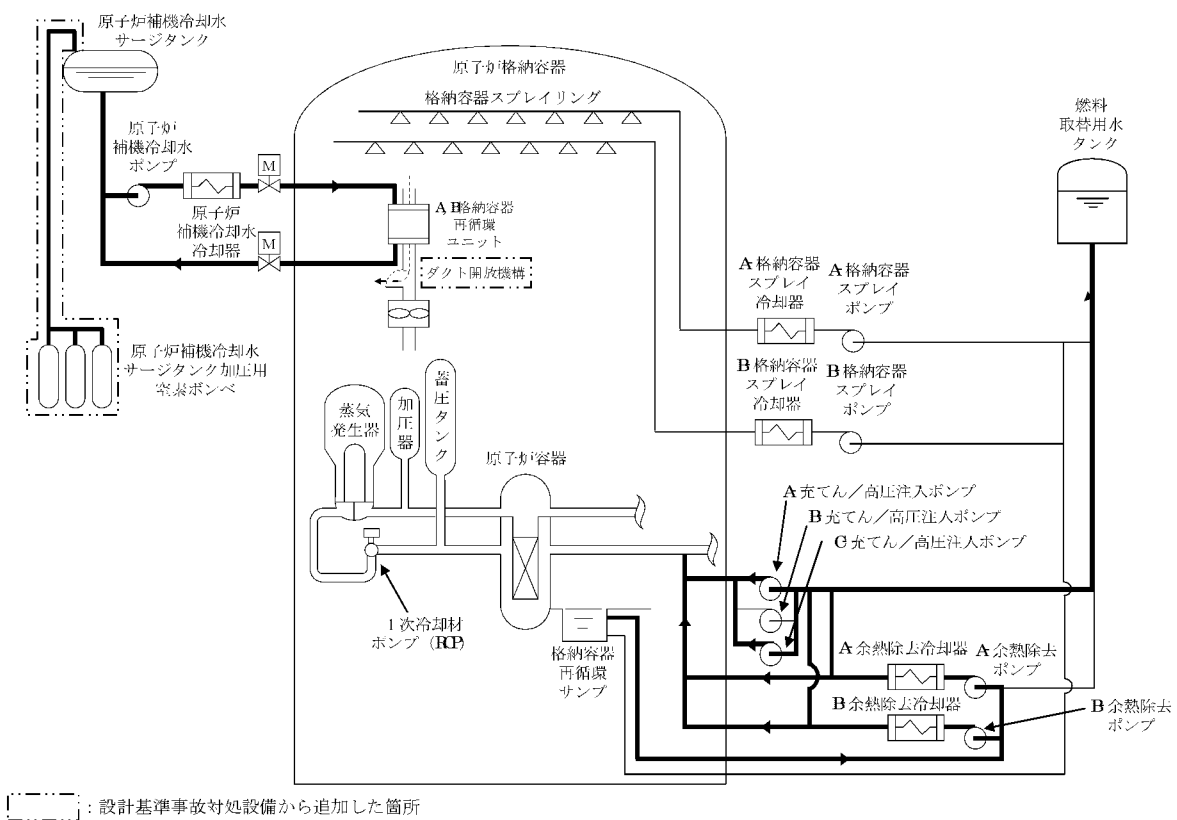 原子炉補機冷却水
サージタンク
原子炉
補機冷却水
ポンプ
M
原子炉
補機冷却水
冷却器
M
原子炉補機冷却水
サージタンク加圧用
窒素ボンベ
原子炉格納容器
格納容器スプレイリング
A,B格納容器
再循環
ユニット
ダクト開放機構
燃料
取替用水
タンク
A格納容器
スプレイ
冷却器
A格納容器
スプレイ
ポンプ
B格納容器
スプレイ
冷却器
B格納容器
スプレイ
ポンプ
蒸気
発生器
加圧器
蓄圧タンク
原子炉容器
1次冷却材
ポンプ（RCP）
格納容器
再循環
サンプ
A充てん／高圧注入ポンプ
B充てん／高圧注入ポンプ
C充てん／高圧注入ポンプ
A余熱除去冷却器
A余熱除去
ポンプ
B余熱除去冷却器
B余熱除去
ポンプ
：設計基準事故対処設備から追加した箇所